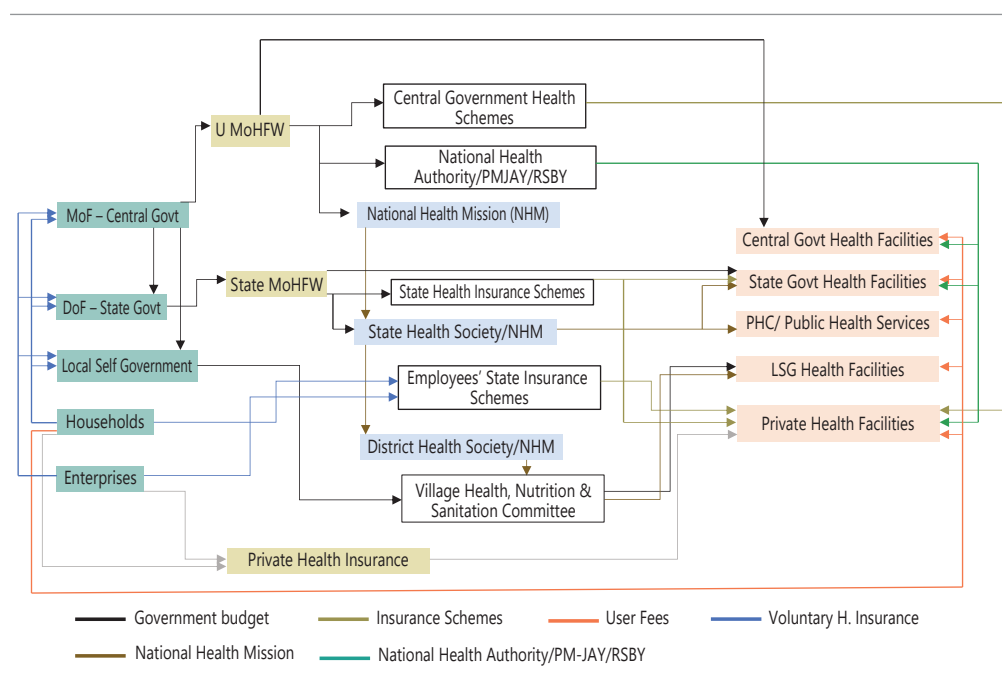 Central Government Health
Schemes
U MoHFW
National Health
Authority/PMJAY/RSBY
MoF – Central Govt
National Health Mission (NHM)
Central Govt Health Facilities
State MoHFW
State Health Insurance Schemes
State Govt Health Facilities
DoF – State Govt
State Health Society/NHM
PHC/ Public Health Services
Local Self Government
Employees’ State Insurance
Schemes
LSG Health Facilities
Households
Private Health Facilities
District Health Society/NHM
Enterprises
Village Health, Nutrition &
Sanitation Committee
Private Health Insurance
Government budget
Insurance Schemes
User Fees
Voluntary H. Insurance
National Health Mission
National Health Authority/PM-JAY/RSBY